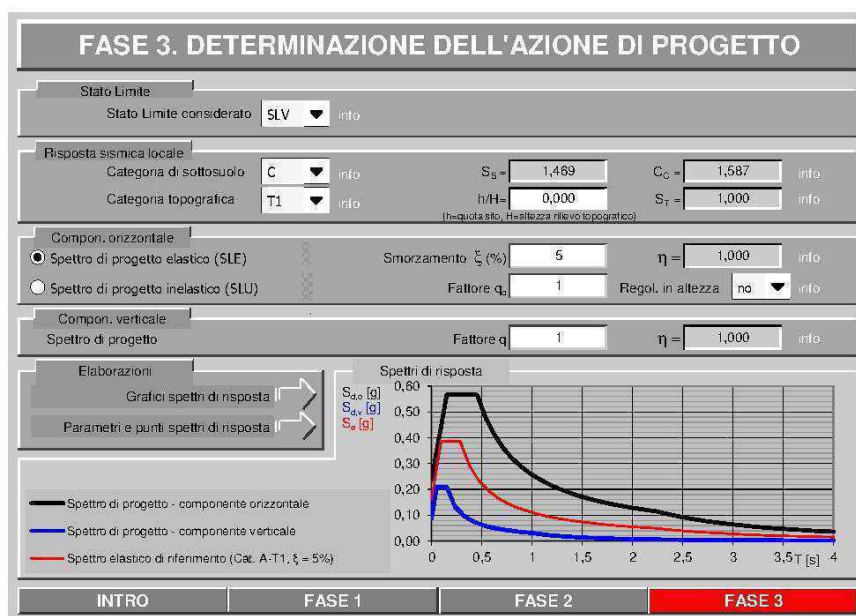 FASE 3. DETERMINAZIONE DELL'AZIONE DI PROGETTO
Stato Limite
Stato Limite considerato SLV info
Risposta sismica locale
Categoria di sottosuolo C info SS = 1,469 CC = 1,587 info
Categoria topografica T1 info h/H= 0,000 ST = 1,000 info
(h=quota sito, H=altezza rilievo topografico)
Compon. orizzontale
Spettro di progetto elastico (SLE) Smorzamento ξ (%) 5 η = 1,000 info
Spettro di progetto inelastico (SLU) Fattore qo 1 Regol. in altezza no info
Compon. verticale
Spettro di progetto Fattore q 1 η = 1,000 info
Elaborazioni
Grafici spettri di risposta
Parametri e punti spettri di risposta
Spettri di risposta
Sd,o [g]
Sd,v [g]
Se [g]
0,60
0,50
0,40
0,30
0,20
0,10
0,00
0 0,5 1 1,5 2 2,5 3 3,5 T [s] 4
Spettro di progetto - componente orizzontale
Spettro di progetto - componente verticale
Spettro elastico di riferimento (Cat. A-T1, ξ = 5%)
INTRO FASE 1 FASE 2 FASE 3